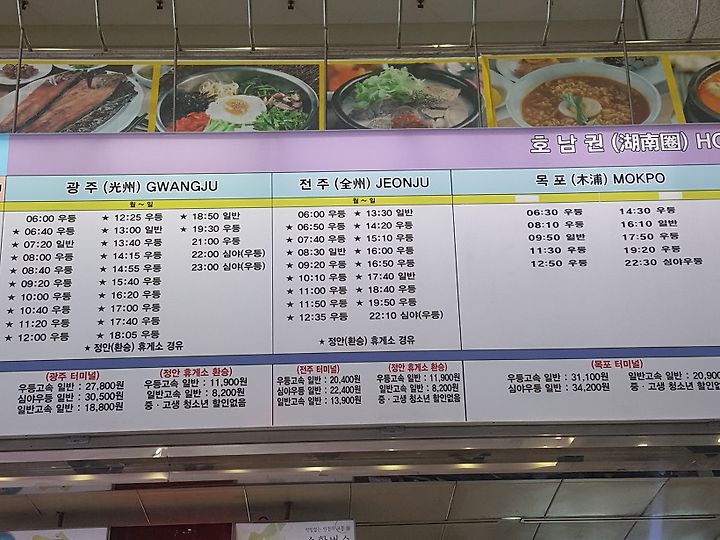 호남권 (湖南圈) HO
광주 (光州) GWANGJU
월 ~ 일
06:00 우등 ★ 12:25 우등 ★ 18:50 일반
★ 06:40 우등 ★ 13:00 일반 ★ 19:30 우등
★ 07:20 일반 ★ 13:40 우등 21:00 우등
★ 08:00 우등 ★ 14:15 우등 22:00 심야(우등)
★ 08:40 우등 ★ 14:55 우등 23:00 심야(우등)
★ 09:20 우등 ★ 15:40 우등
★ 10:00 우등 ★ 16:20 우등
★ 10:40 우등 ★ 17:00 우등
★ 11:20 우등 ★ 17:40 우등
★ 12:00 우등 ★ 18:05 우등
★ 정안(환승) 휴게소 경유
(광주 터미널) (정안 휴게소 환승)
우등고속 일반 : 27,800원 우등고속 일반 : 11,900원
심야우등 일반 : 30,500원 일반고속 일반 : 8,200원
일반고속 일반 : 18,800원 중 · 고생 청소년 할인없음
전주 (全州) JEONJU
월 ~ 일
06:00 우등 ★ 13:30 일반
★ 06:50 우등 ★ 14:20 우등
★ 07:40 우등 ★ 15:10 우등
★ 08:30 일반 ★ 16:00 우등
★ 09:20 우등 ★ 16:50 우등
★ 10:10 우등 ★ 17:40 일반
★ 11:00 우등 ★ 18:40 우등
★ 11:50 우등 ★ 19:50 우등
★ 12:35 우등 22:10 심야(우등)
★ 정안(환승) 휴게소 경유
(전주 터미널) (정안 휴게소 환승)
우등고속 일반 : 20,400원 우등고속 일반 : 11,900원
심야우등 일반 : 22,400원 일반고속 일반 : 8,200원
일반고속 일반 : 13,900원 중 · 고생 청소년 할인없음
목포 (木浦) MOKPO
06:30 우등 14:30 우등
08:10 우등 16:10 일반
09:50 일반 17:50 우등
11:30 우등 19:20 우등
12:50 우등 22:30 심야우등
(목포 터미널)
우등고속 일반 : 31,100원 일반고속 일반 : 20,900
심야우등 일반 : 34,200원 중 · 고생 청소년